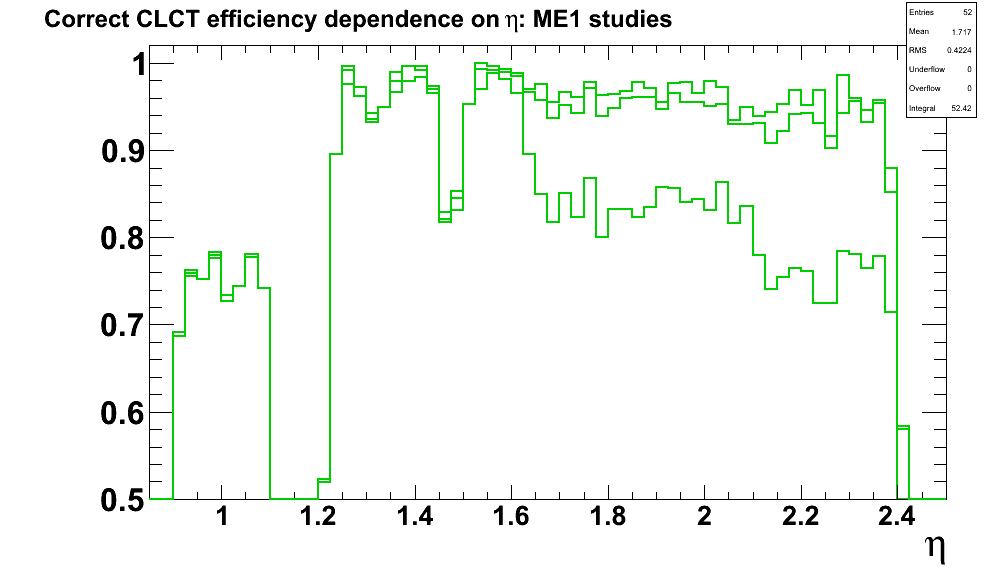 Correct CLCT efficiency dependence on η: ME1 studies
Entries 52
Mean 1.717
RMS 0.4224
Underflow 0
Overflow 0
Integral 52.42
1
0.9
0.8
0.7
0.6
0.5
1 1.2 1.4 1.6 1.8 2 2.2 2.4
η